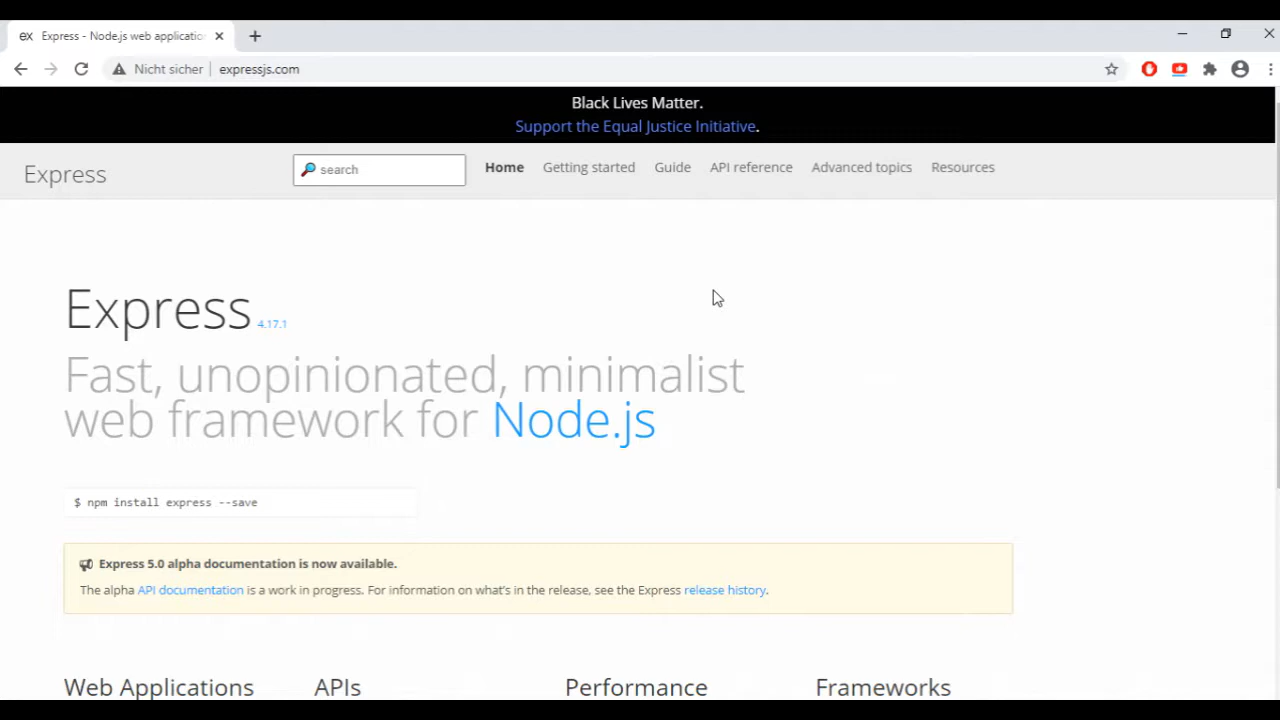 ex Express - Node.js web applicatio
Nicht sicher expressjs.com
Black Lives Matter.
Support the Equal Justice Initiative.
Express search Home Getting started Guide API reference Advanced topics Resources
Express 4.17.1
Fast, unopinionated, minimalist
web framework for Node.js
$ npm install express --save
Express 5.0 alpha documentation is now available.
The alpha API documentation is a work in progress. For information on what's in the release, see the Express release history.
Web Applications APIs Performance Frameworks